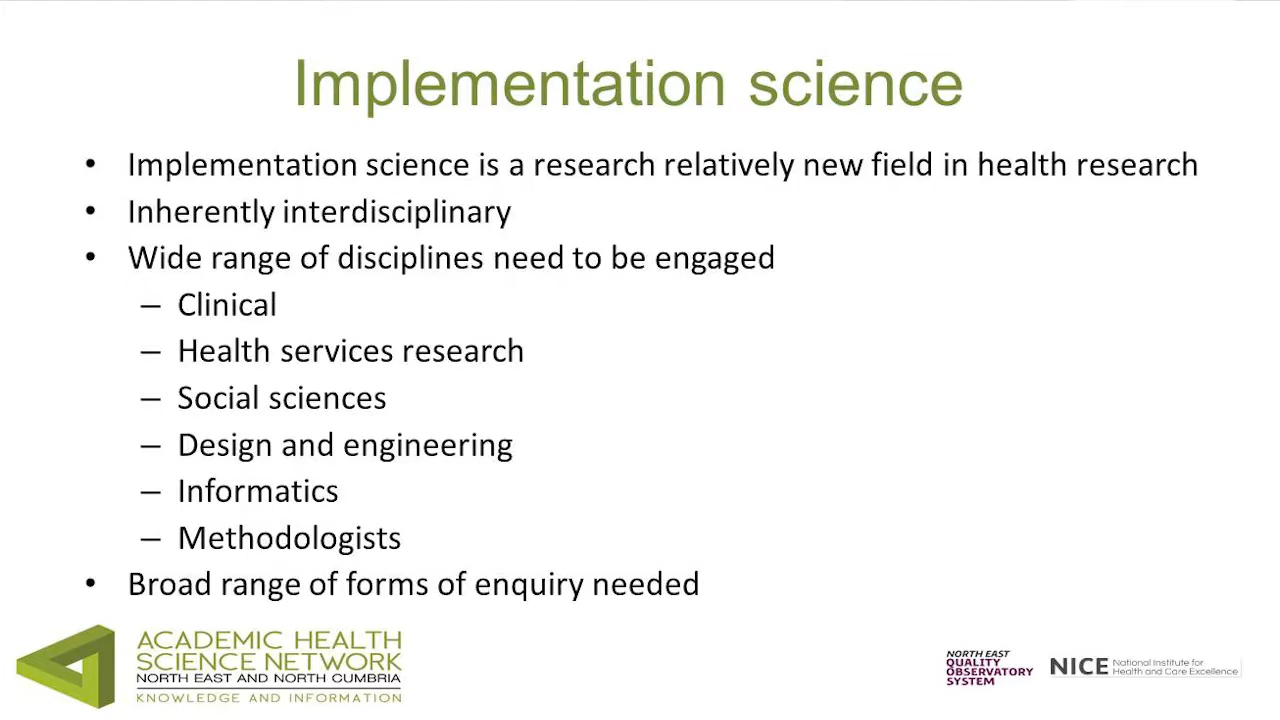 Implementation science
• Implementation science is a research relatively new field in health research
• Inherently interdisciplinary
• Wide range of disciplines need to be engaged
– Clinical
– Health services research
– Social sciences
– Design and engineering
– Informatics
– Methodologists
• Broad range of forms of enquiry needed
ACADEMIC HEALTH
SCIENCE NETWORK
NORTH EAST AND NORTH CUMBRIA
KNOWLEDGE AND INFORMATION
NORTH EAST
QUALITY
OBSERVATORY
SYSTEM
NICE National Institute for
Health and Care Excellence